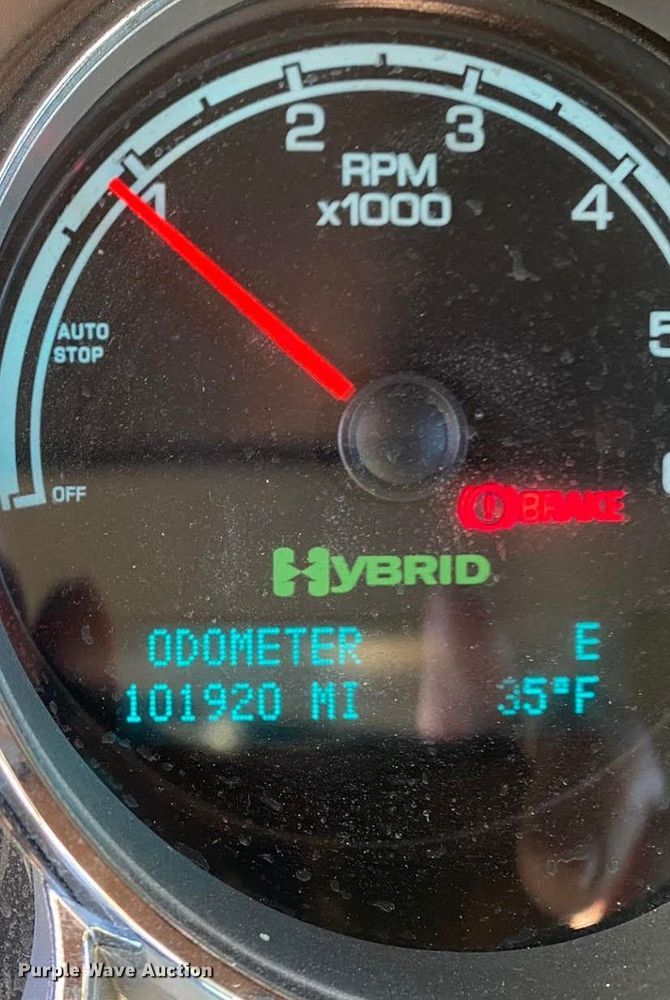 2 3
RPM
x1000
1 4
AUTO
STOP
5
OFF
BRAKE
HYBRID
ODOMETER E
101920 MI 35°F
Purple Wave Auction